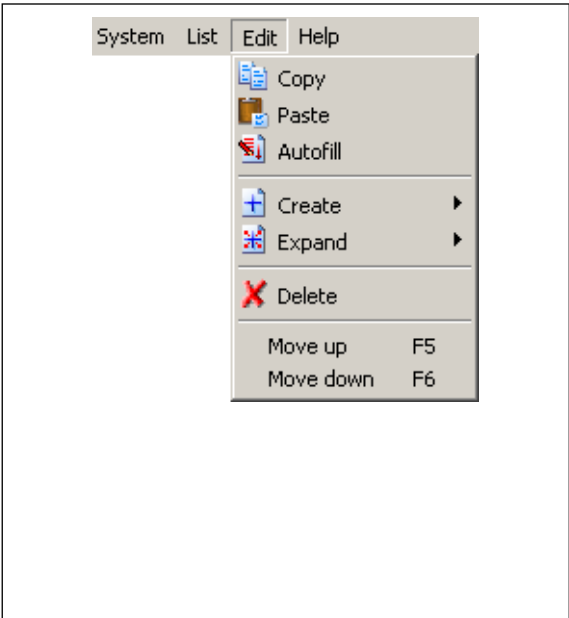 System List Edit Help
Copy
Paste
Autofill
Create
Expand
Delete
Move up F5
Move down F6